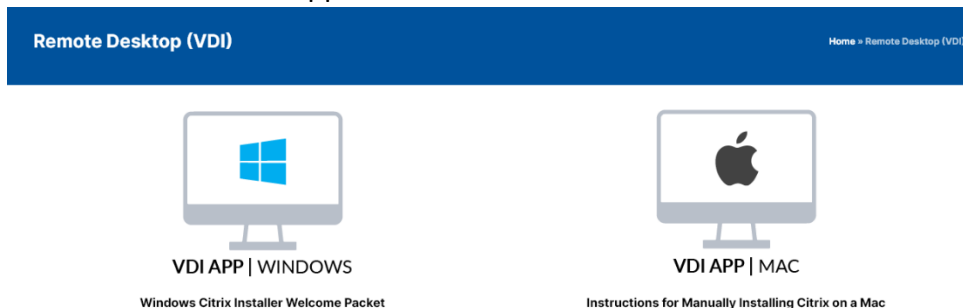 Remote Desktop (VDI)
Home » Remote Desktop (VDI)
VDI APP | WINDOWS
VDI APP | MAC
Windows Citrix Installer Welcome Packet
Instructions for Manually Installing Citrix on a Mac